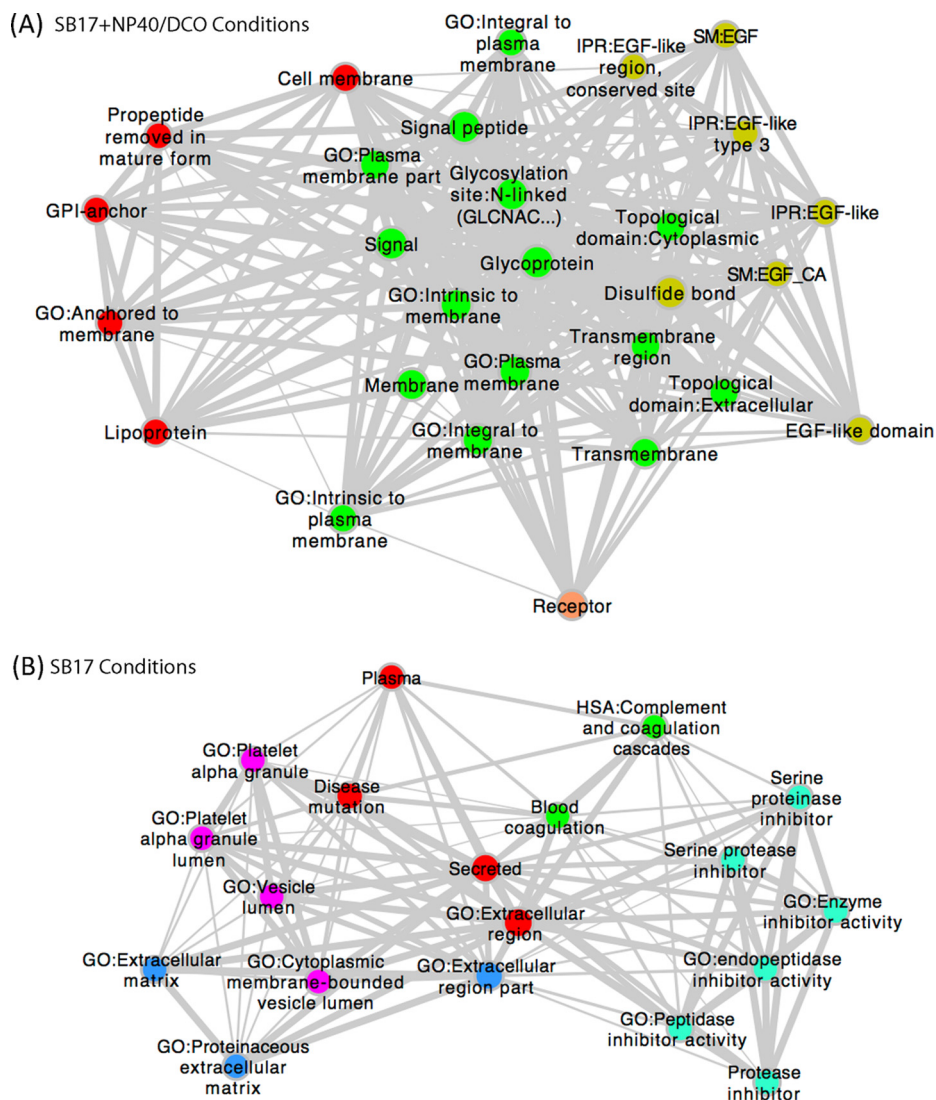 (A) SB17+NP40/DCO Conditions
GO:Integral to
plasma
membrane
IPR:EGF-like
region,
conserved site
SM:EGF
Cell membrane
Propeptide
removed in
mature form
Signal peptide
IPR:EGF-like
type 3
GO:Plasma
membrane part
Glycosylation
site:N-linked
(GLCNAC...)
GPI-anchor
IPR:EGF-like
Topological
domain:Cytoplasmic
Signal
Glycoprotein
SM:EGF_CA
Disulfide bond
GO:Intrinsic to
membrane
GO:Anchored to
membrane
Transmembrane
region
GO:Plasma
membrane
Membrane
Topological
domain:Extracellular
Lipoprotein
GO:Integral to
membrane
EGF-like domain
Transmembrane
GO:Intrinsic to
plasma
membrane
Receptor
(B) SB17 Conditions
Plasma
HSA:Complement
and coagulation
cascades
GO:Platelet
alpha granule
Disease
mutation
Serine
proteinase
inhibitor
Blood
coagulation
GO:Platelet
alpha granule
lumen
Serine protease
inhibitor
Secreted
GO:Vesicle
lumen
GO:Enzyme
inhibitor activity
GO:Extracellular
region
GO:Extracellular
matrix
GO:Cytoplasmic
membrane-bounded
vesicle lumen
GO:Extracellular
region part
GO:endopeptidase
inhibitor activity
GO:Peptidase
inhibitor activity
GO:Proteinaceous
extracellular
matrix
Protease
inhibitor